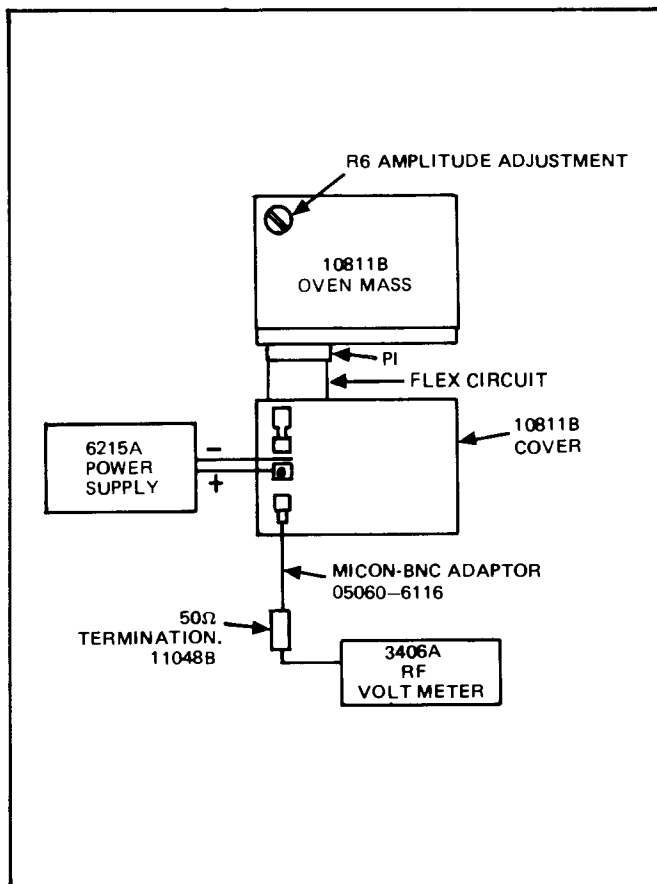 R6 AMPLITUDE ADJUSTMENT
10811B
OVEN MASS
PI
FLEX CIRCUIT
10811B
COVER
6215A
POWER
SUPPLY
−
+
MICON-BNC ADAPTOR
05060–6116
50Ω
TERMINATION.
11048B
3406A
RF
VOLT METER